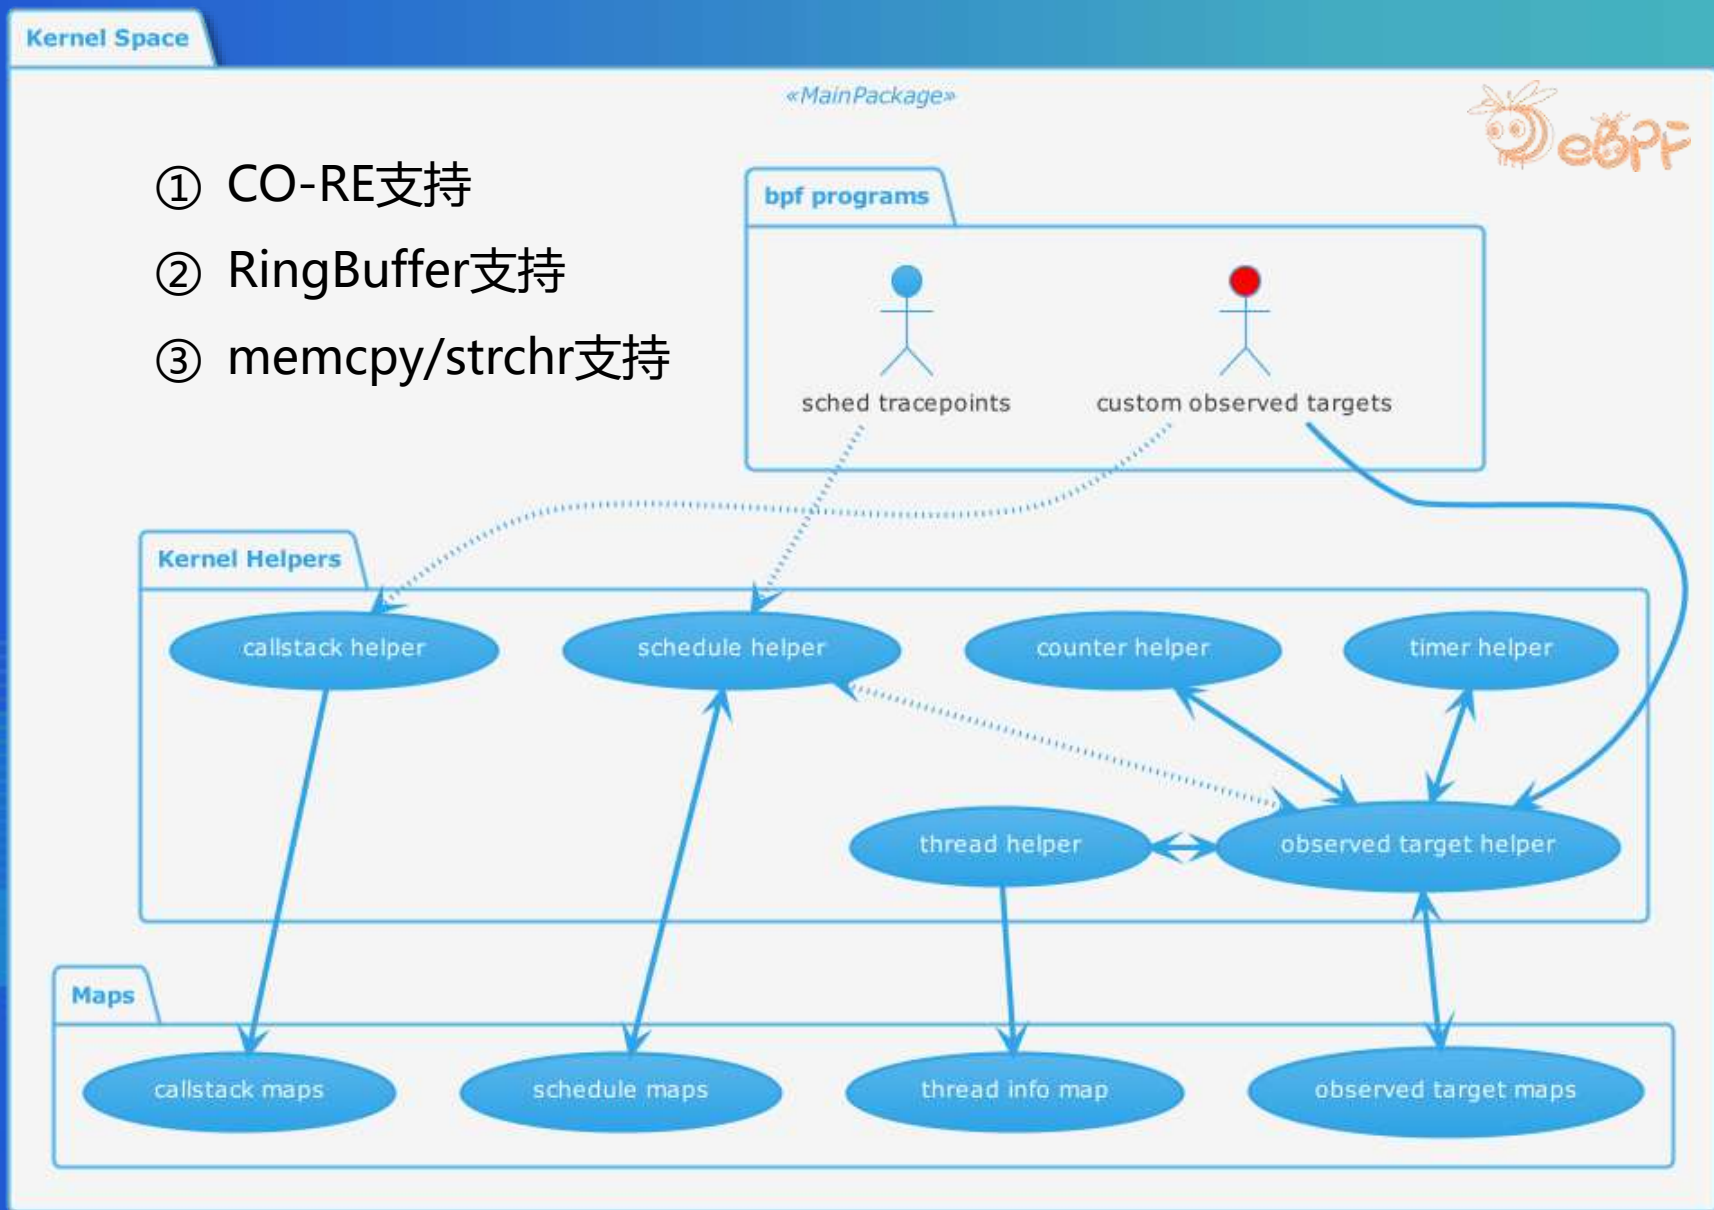 Kernel Space
«MainPackage»
eBPF
① CO-RE支持
② RingBuffer支持
③ memcpy/strchr支持
bpf programs
sched tracepoints
custom observed targets
Kernel Helpers
callstack helper
schedule helper
counter helper
timer helper
thread helper
observed target helper
Maps
callstack maps
schedule maps
thread info map
observed target maps